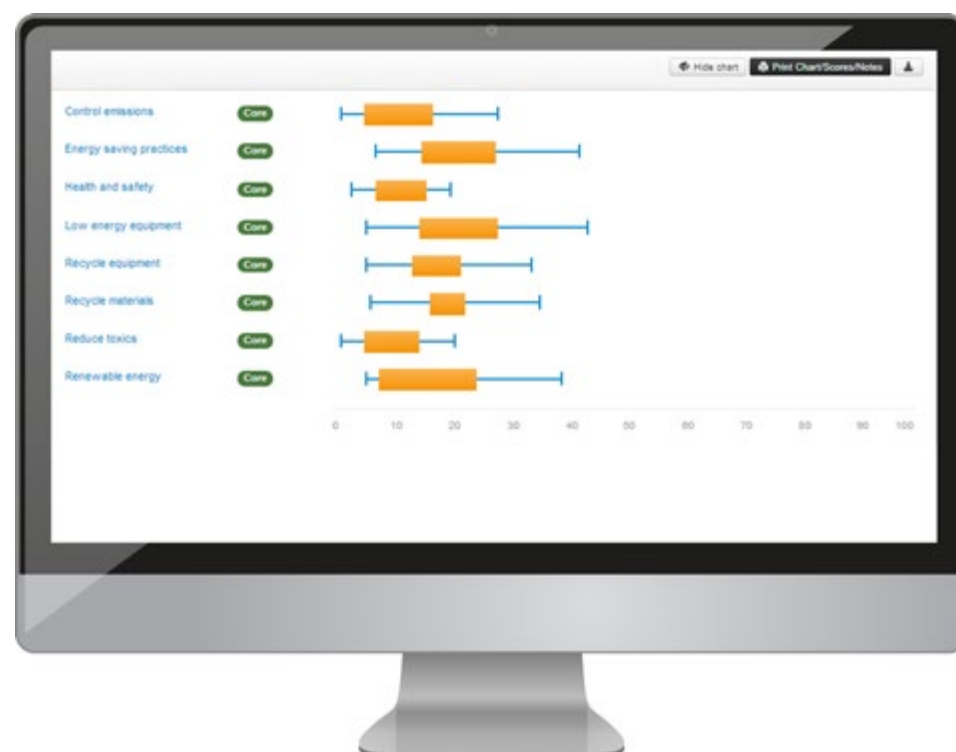 Hide chart Print Chart/Scores/Notes
Control emissions Core
Energy saving practices Core
Health and safety Core
Low energy equipment Core
Recycle equipment Core
Recycle materials Core
Reduce toxics Core
Renewable energy Core
0 10 20 30 40 50 60 70 80 90 100